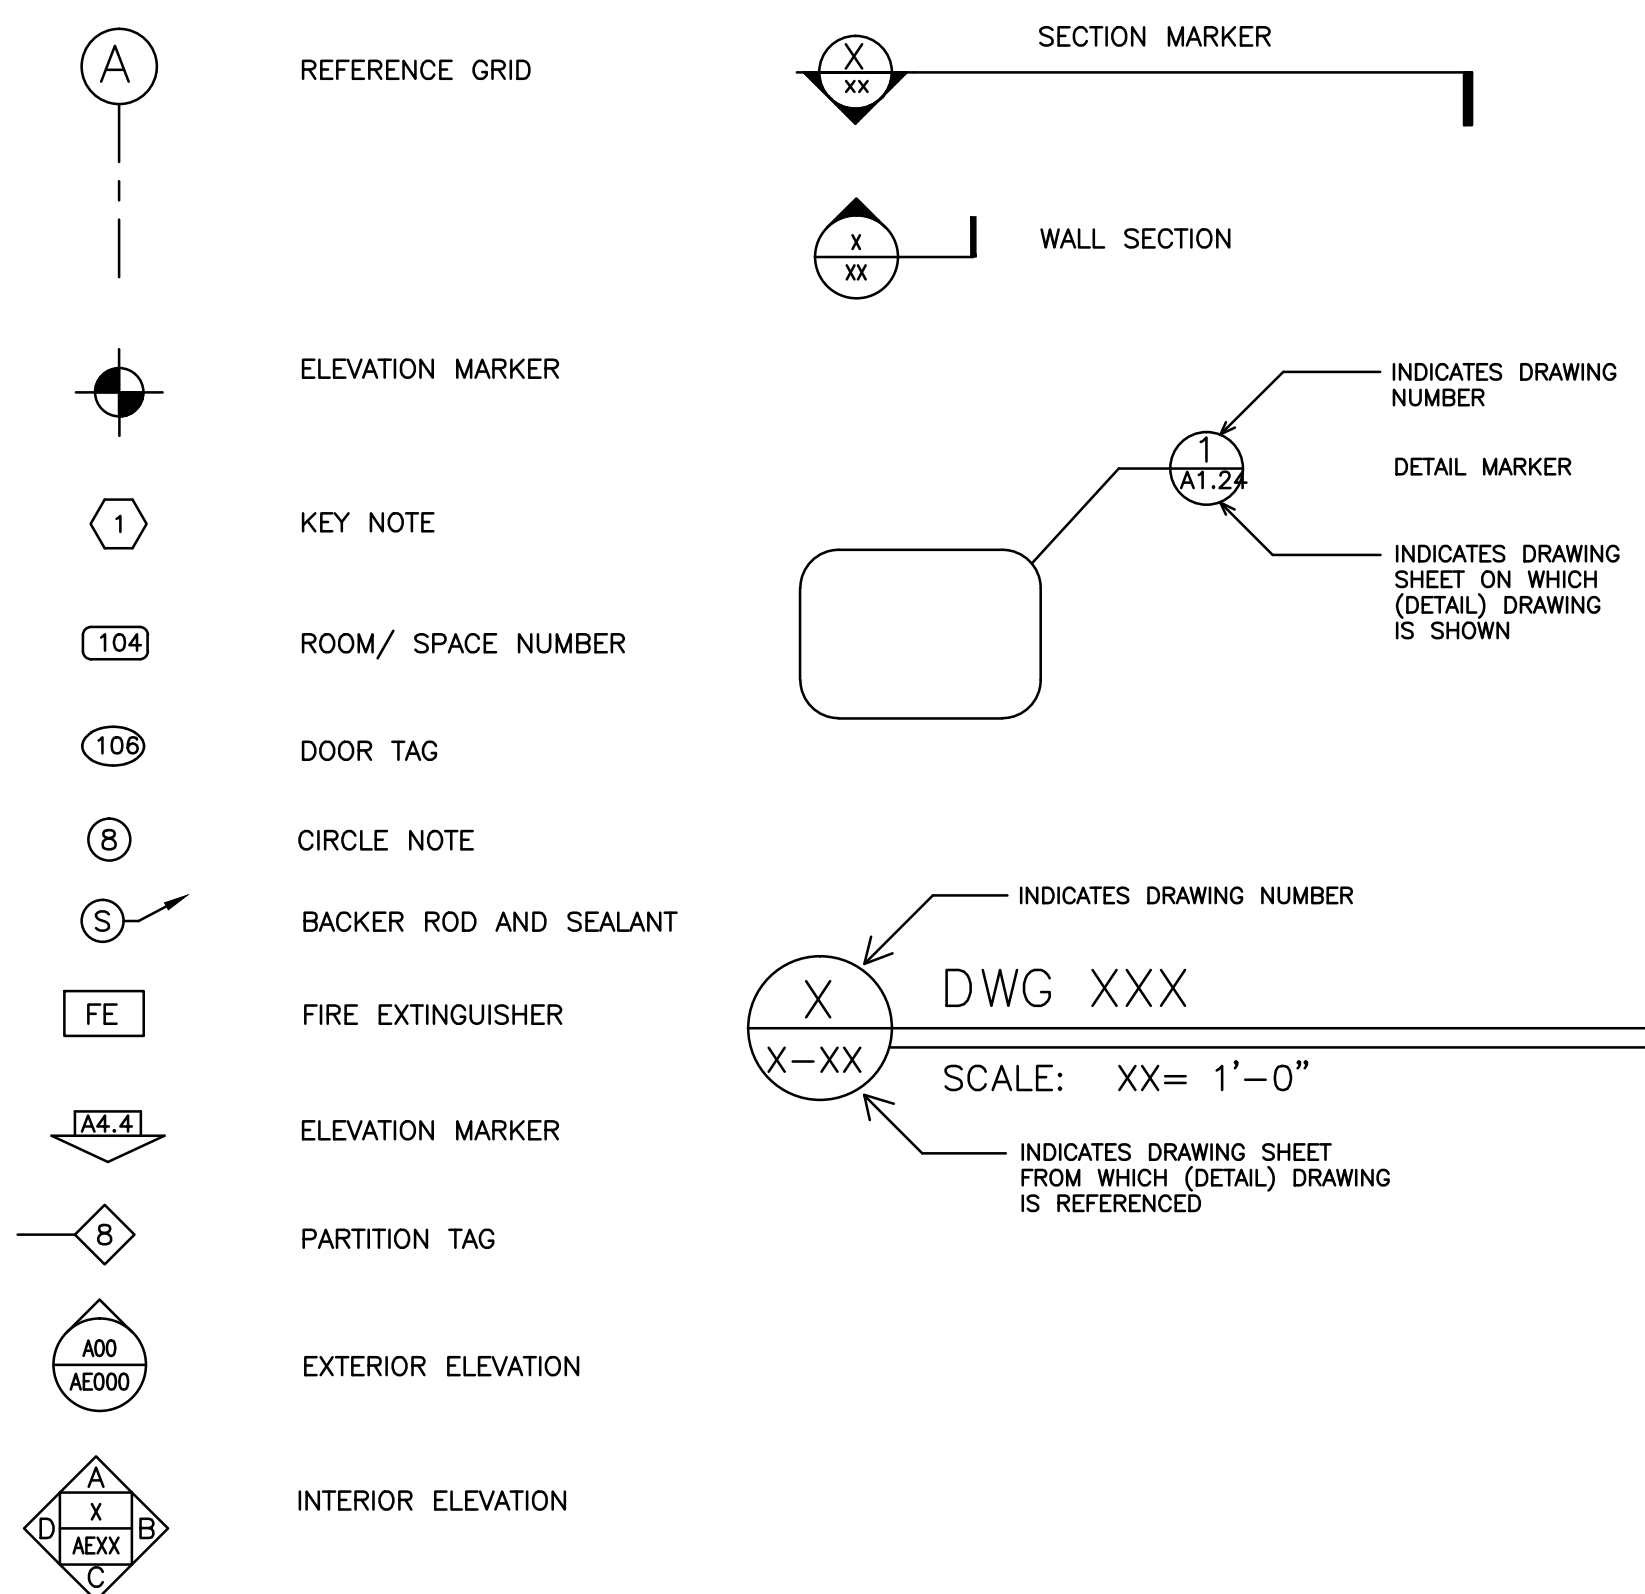 A
REFERENCE GRID
ELEVATION MARKER
1
KEY NOTE
104
ROOM/ SPACE NUMBER
106
DOOR TAG
8
CIRCLE NOTE
S
BACKER ROD AND SEALANT
FE
FIRE EXTINGUISHER
A4.4
ELEVATION MARKER
8
PARTITION TAG
A00
AE000
EXTERIOR ELEVATION
A
X
D
B
AEXX
C
INTERIOR ELEVATION
SECTION MARKER
X
XX
X
XX
WALL SECTION
INDICATES DRAWING
NUMBER
1
A1.24
DETAIL MARKER
INDICATES DRAWING
SHEET ON WHICH
(DETAIL) DRAWING
IS SHOWN
INDICATES DRAWING NUMBER
X
X-XX
DWG XXX
SCALE: XX= 1'-0"
INDICATES DRAWING SHEET
FROM WHICH (DETAIL) DRAWING
IS REFERENCED